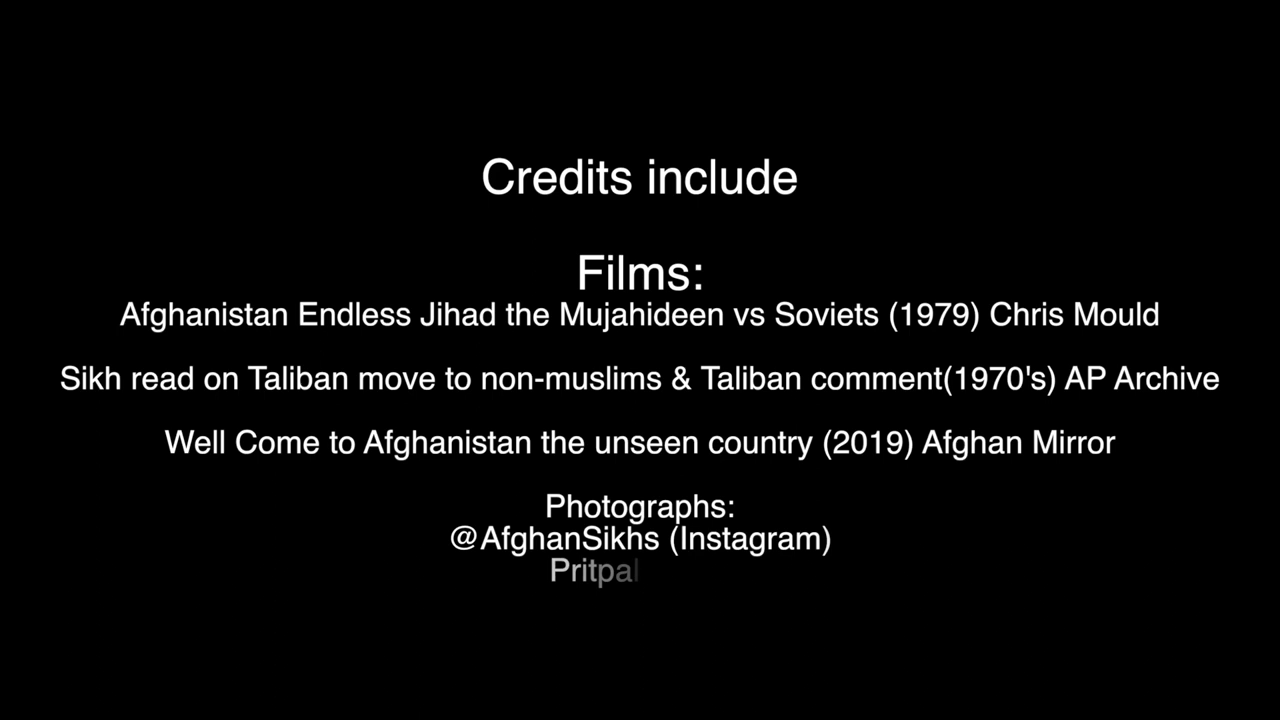 Credits include
Films:
Afghanistan Endless Jihad the Mujahideen vs Soviets (1979) Chris Mould
Sikh read on Taliban move to non-muslims & Taliban comment(1970's) AP Archive
Well Come to Afghanistan the unseen country (2019) Afghan Mirror
Photographs:
@AfghanSikhs (Instagram)
Pritpal